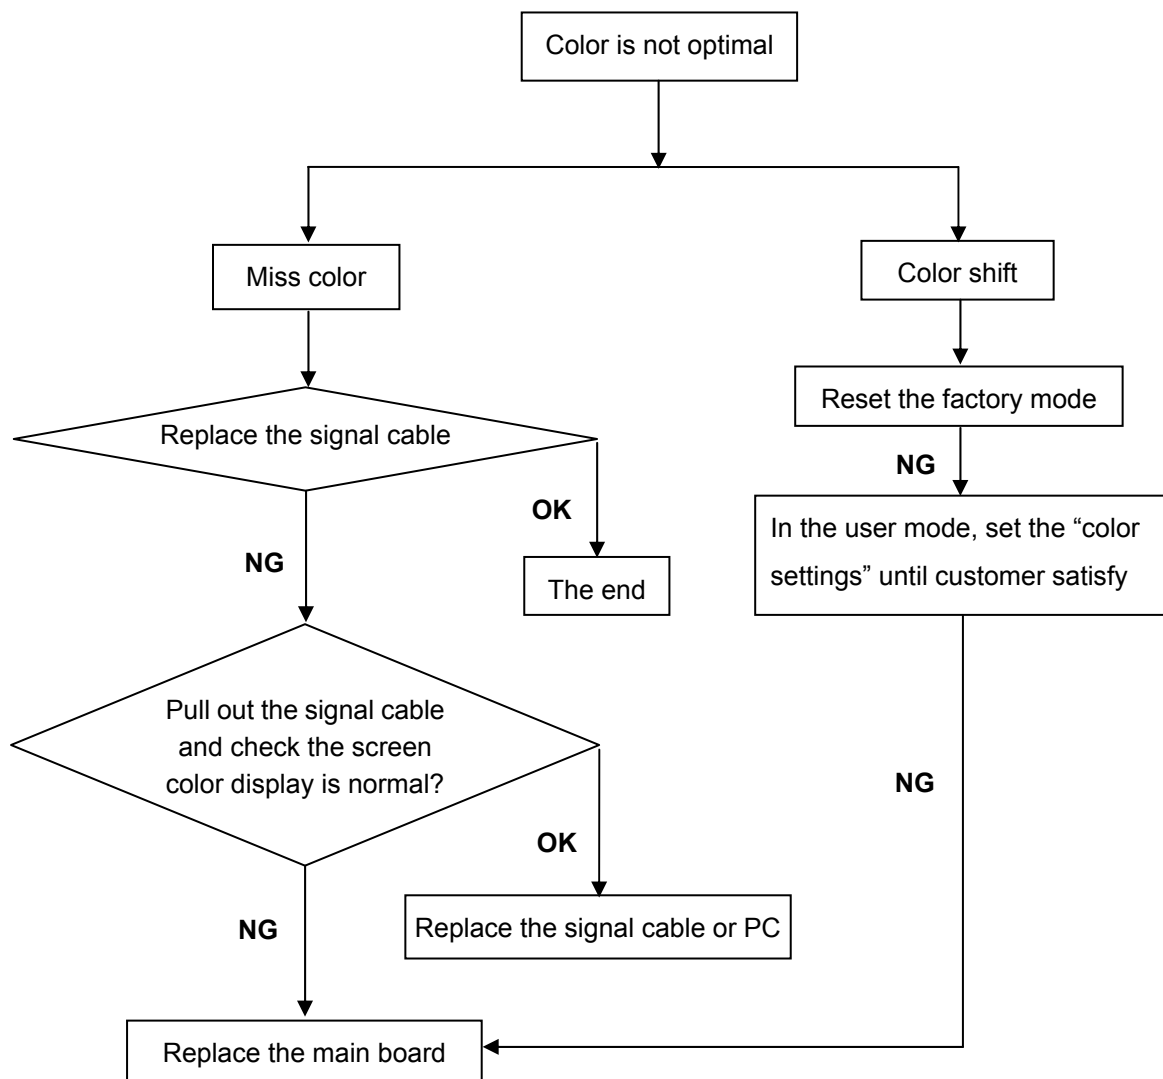 Color is not optimal
Miss color
Color shift
Replace the signal cable
Reset the factory mode
NG
OK
NG
In the user mode, set the “color
settings” until customer satisfy
The end
Pull out the signal cable
and check the screen
color display is normal?
NG
OK
NG
Replace the signal cable or PC
Replace the main board